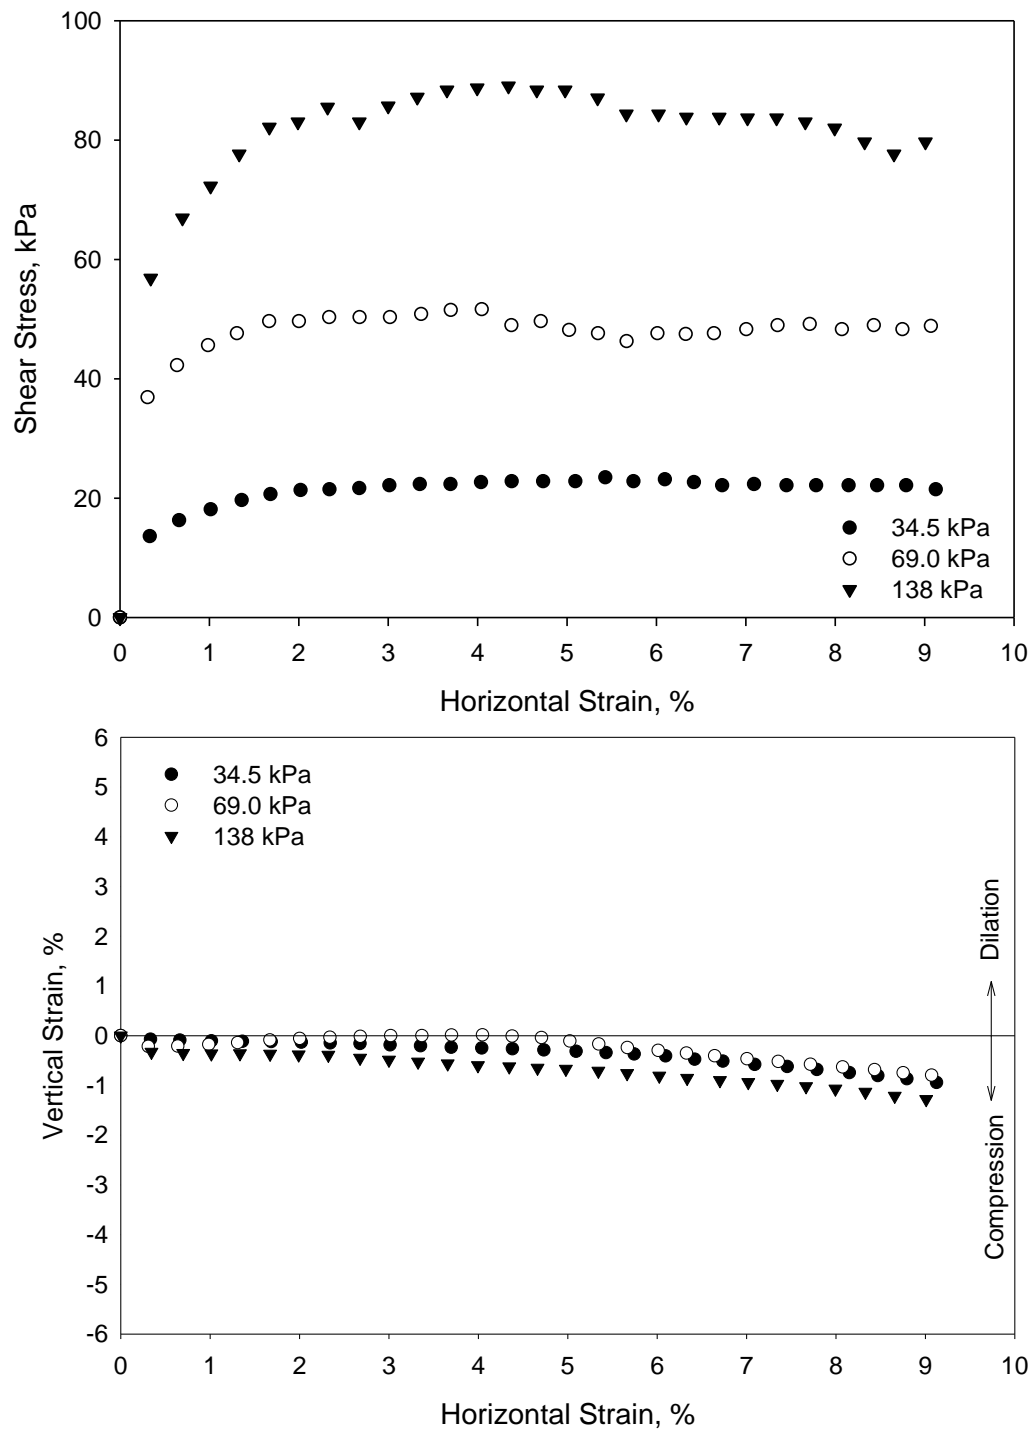 100
80
60
40
20
0
Shear Stress, kPa
34.5 kPa
69.0 kPa
138 kPa
0 1 2 3 4 5 6 7 8 9 10
Horizontal Strain, %
6
5
4
3
2
1
0
-1
-2
-3
-4
-5
-6
Vertical Strain, %
34.5 kPa
69.0 kPa
138 kPa
Dilation
Compression
0 1 2 3 4 5 6 7 8 9 10
Horizontal Strain, %